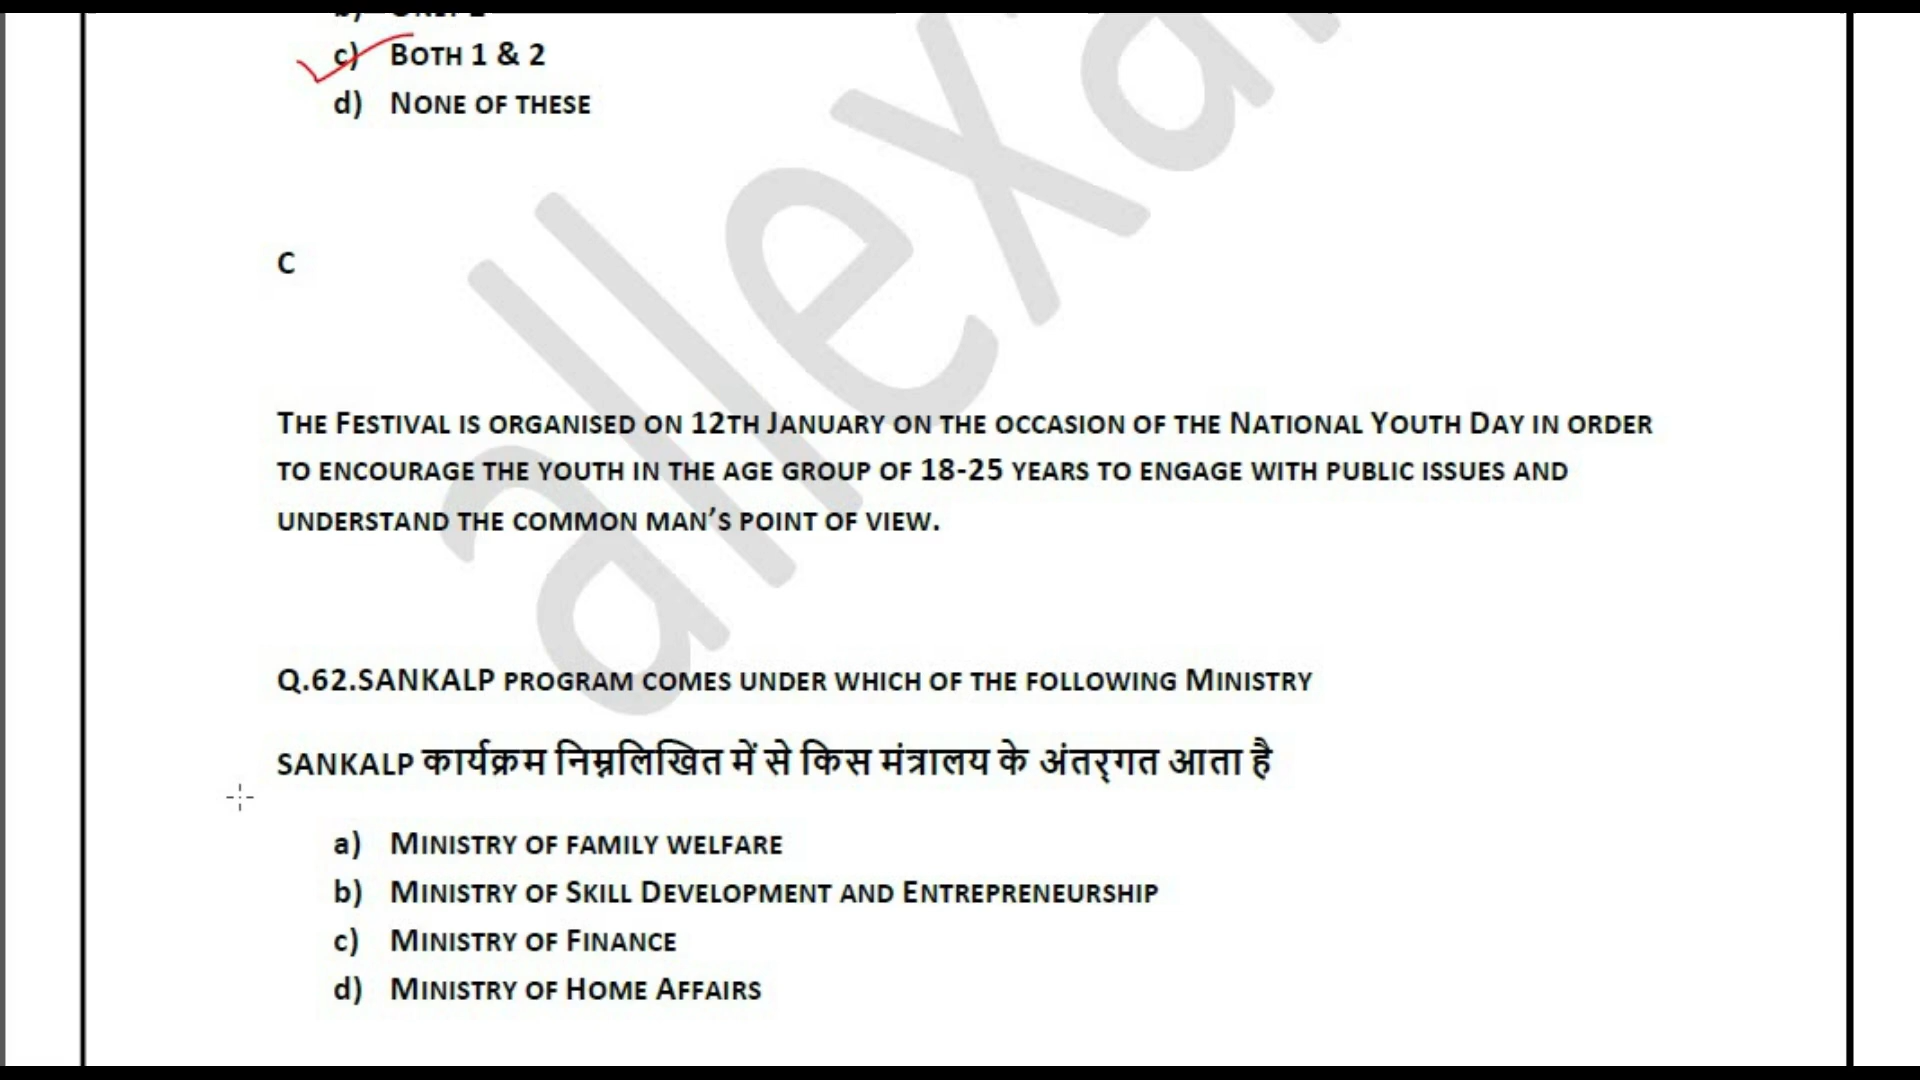 c) BOTH 1 & 2
d) NONE OF THESE
C
THE FESTIVAL IS ORGANISED ON 12TH JANUARY ON THE OCCASION OF THE NATIONAL YOUTH DAY IN ORDER
TO ENCOURAGE THE YOUTH IN THE AGE GROUP OF 18-25 YEARS TO ENGAGE WITH PUBLIC ISSUES AND
UNDERSTAND THE COMMON MAN’S POINT OF VIEW.
Q.62.SANKALP PROGRAM COMES UNDER WHICH OF THE FOLLOWING MINISTRY
SANKALP कार्यक्रम निम्नलिखित में से किस मंत्रालय के अंतर्गत आता है
a) MINISTRY OF FAMILY WELFARE
b) MINISTRY OF SKILL DEVELOPMENT AND ENTREPRENEURSHIP
c) MINISTRY OF FINANCE
d) MINISTRY OF HOME AFFAIRS
allexa